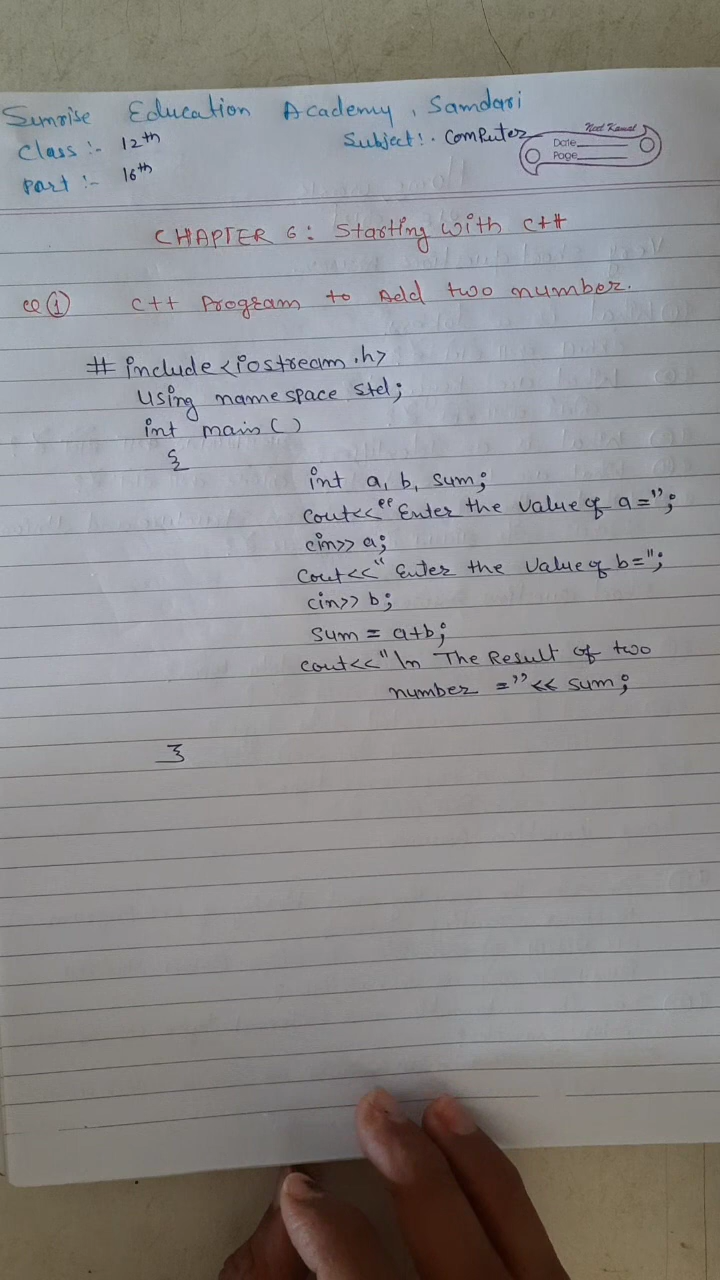 Sunrise Education Academy, Samdari
Class :- 12th Subject :- Computer
Part :- 16th
Neel Kamal
Date
Page
CHAPTER 6: Starting with C++
Q ① C++ Program to Add two number.
# include <iostream.h>
using namespace std;
int main ()
{
int a, b, sum;
cout<<"Enter the value of a=";
cin>> a;
cout<<" Enter the value of b=";
cin>> b;
sum = a+b;
cout<<"\n The Result of two
number ="<< sum;
}